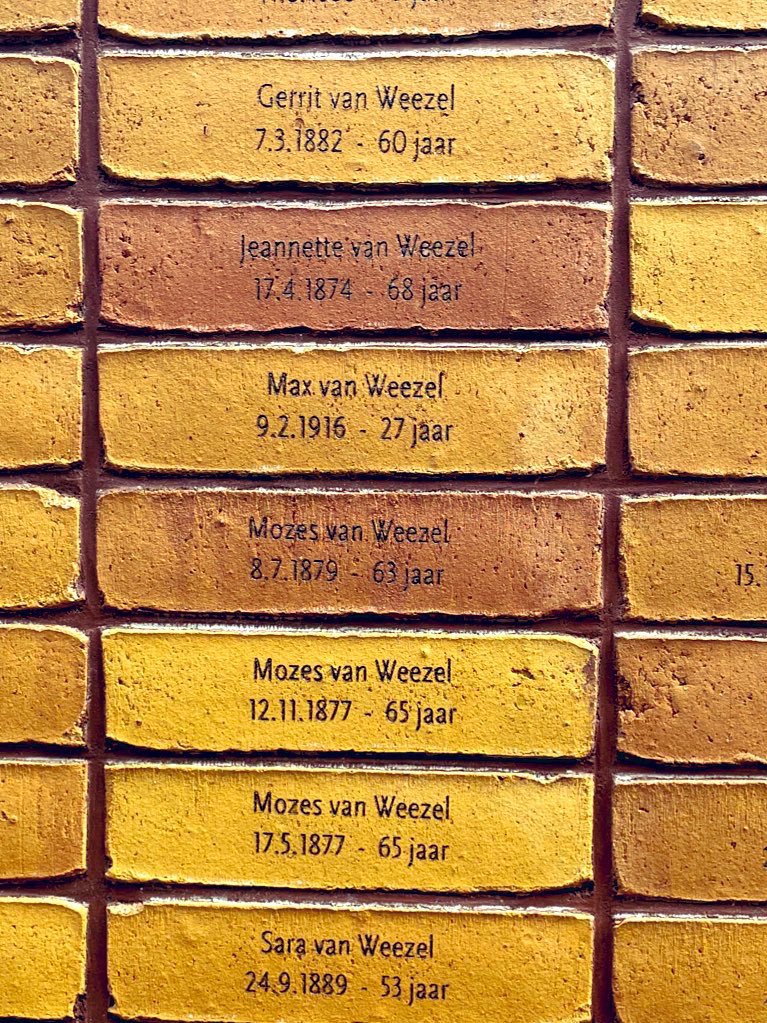 Gerrit van Weezel
7.3.1882 - 60 jaar
Jeannette van Weezel
17.4.1874 - 68 jaar
Max van Weezel
9.2.1916 - 27 jaar
Mozes van Weezel
8.7.1879 - 63 jaar
15.
Mozes van Weezel
12.11.1877 - 65 jaar
Mozes van Weezel
17.5.1877 - 65 jaar
Sara van Weezel
24.9.1889 - 53 jaar